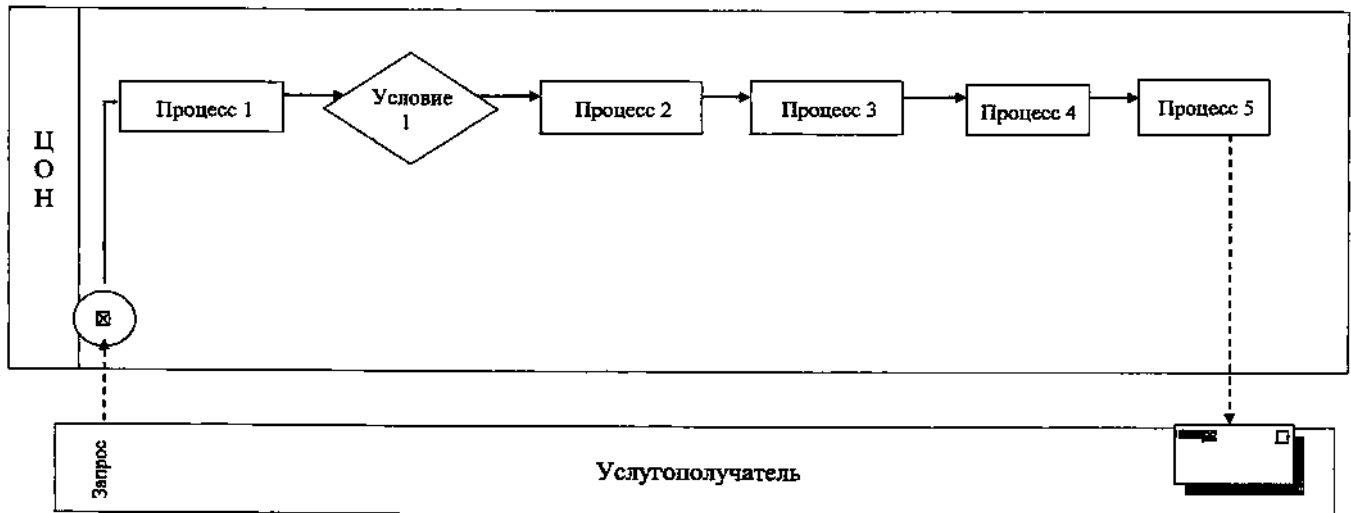 Ц
О
Н
Процесс 1
Условие
1
Процесс 2
Процесс 3
Процесс 4
Процесс 5
Запрос
Услугополучатель